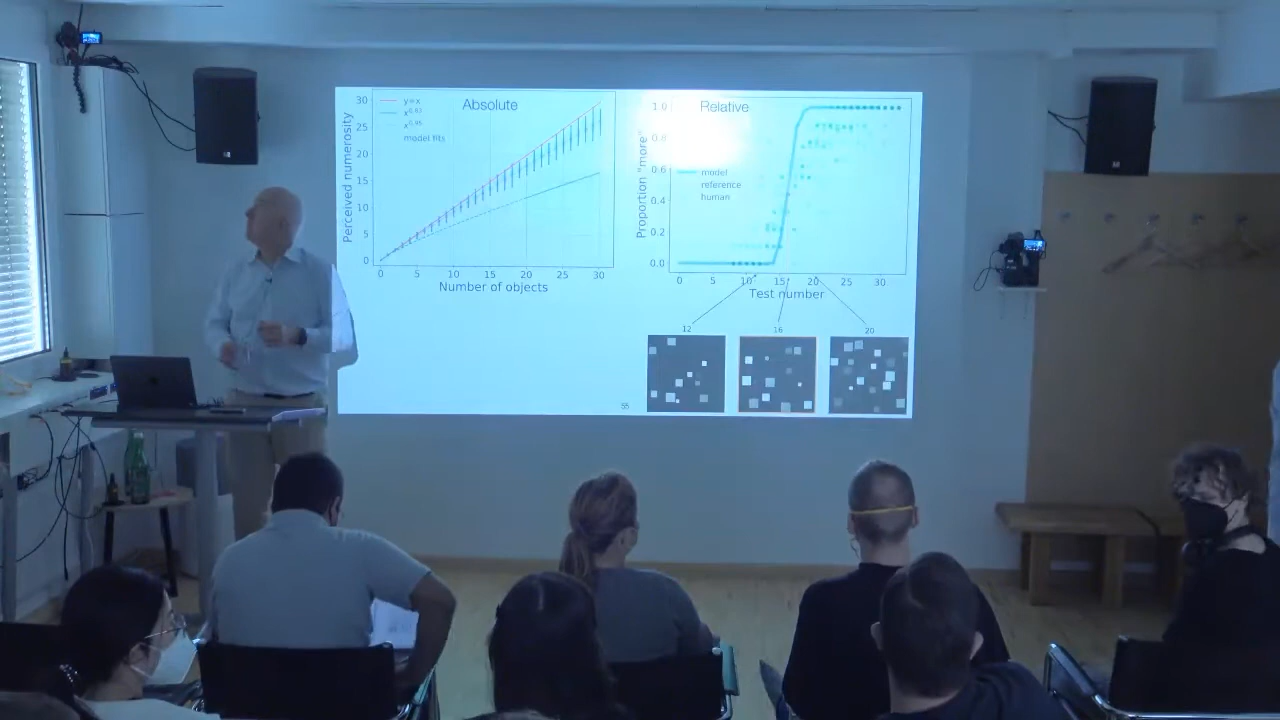 Absolute
30
25
20
15
10
5
0
Perceived numerosity
y=x
model fits
0 5 10 15 20 25 30
Number of objects
Relative
1.0
0.8
0.6
0.4
0.2
0.0
Proportion "more"
model
reference
human
0 5 10 15 20 25 30
Test number
12 16 20